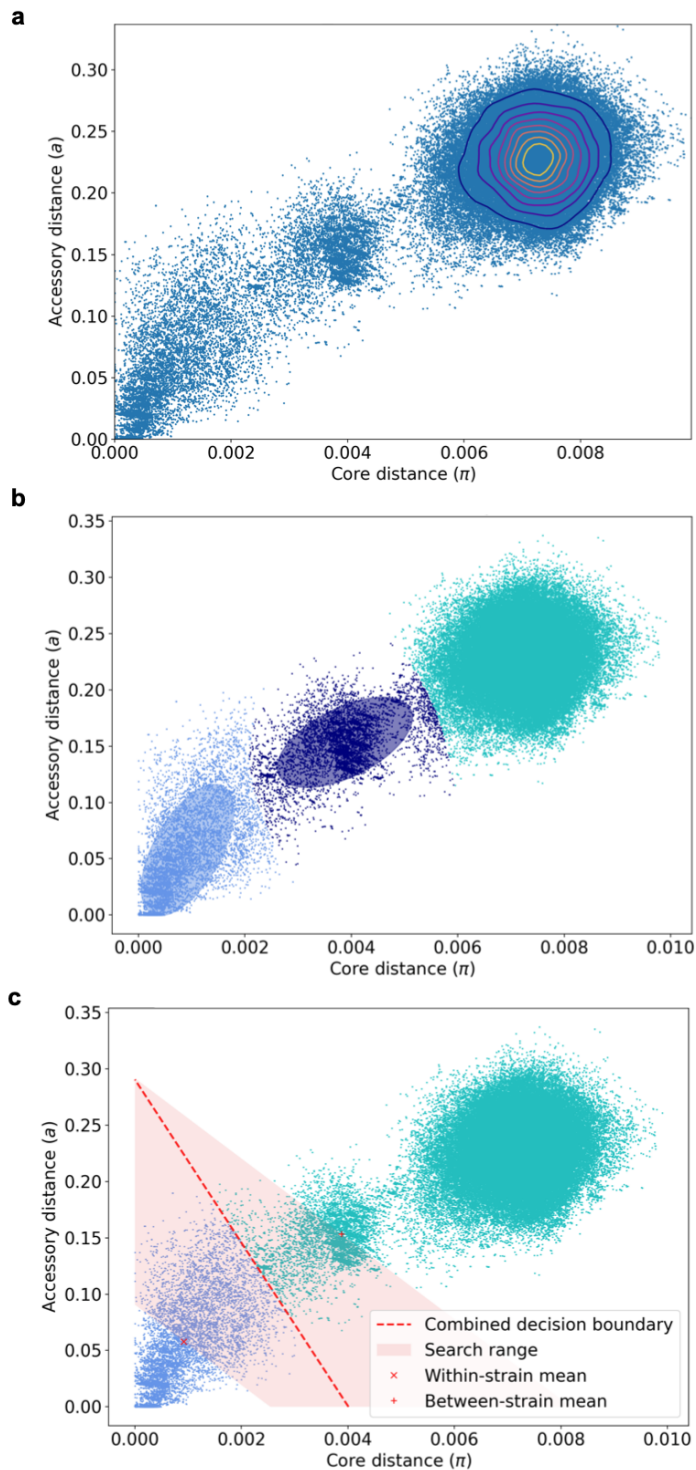 a
0.30
0.25
0.20
0.15
0.10
0.05
0.00
Accessory distance (a)
0.000 0.002 0.004 0.006 0.008
Core distance (π)
b
0.35
0.30
0.25
0.20
0.15
0.10
0.05
0.00
Accessory distance (a)
0.000 0.002 0.004 0.006 0.008 0.010
Core distance (π)
c
0.35
0.30
0.25
0.20
0.15
0.10
0.05
0.00
Accessory distance (a)
Combined decision boundary
Search range
Within-strain mean
Between-strain mean
0.000 0.002 0.004 0.006 0.008 0.010
Core distance (π)